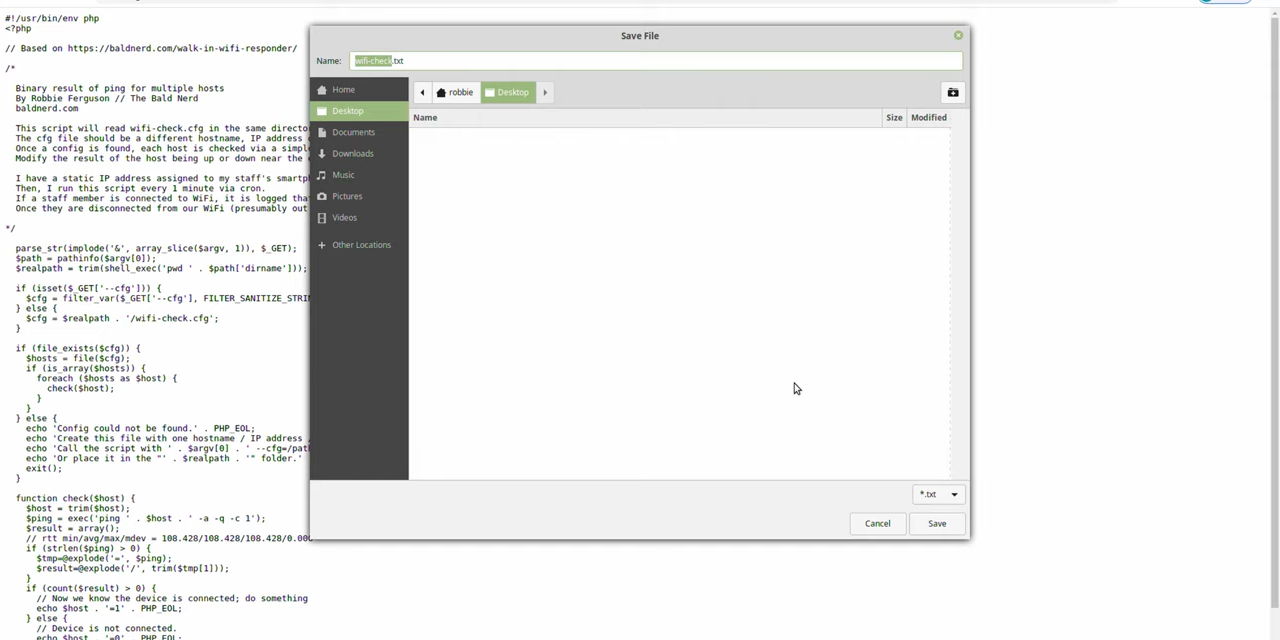 #!/usr/bin/env php
<?php
// Based on https://baldnerd.com/walk-in-wifi-responder/
/*
Binary result of ping for multiple hosts
By Robbie Ferguson // The Bald Nerd
baldnerd.com
This script will read wifi-check.cfg in the same
The cfg file should be a different hostname, IP address
Once a config is found, each host is checked via a
Modify the result of the host being up or down near the
I have a static IP address assigned to my staff's
Then, I run this script every 1 minute via cron.
If a staff member is connected to WiFi, it is logged
Once they are disconnected from our WiFi (presumably out
*/
parse_str(implode('&', array_slice($argv, 1)), $_GET);
$path = pathinfo($argv[0]);
$realpath = trim(shell_exec('pwd ' . $path['dirname']));
if (isset($_GET['--cfg'])) {
$cfg = filter_var($_GET['--cfg'], FILTER_SANITIZE_STRIN
} else {
$cfg = $realpath . '/wifi-check.cfg';
}
if (file_exists($cfg)) {
$hosts = file($cfg);
if (is_array($hosts)) {
foreach ($hosts as $host) {
check($host);
}
}
} else {
echo 'Config could not be found.' . PHP_EOL;
echo 'Create this file with one hostname / IP address
echo 'Call the script with ' . $argv[0] . ' --cfg=/pat
echo 'Or place it in the "' . $realpath . '" folder.'
exit();
}
function check($host) {
$host = trim($host);
$ping = exec('ping ' . $host . ' -a -q -c 1');
$result = array();
// rtt min/avg/max/mdev = 108.428/108.428/108.428/0.000
if (strlen($ping) > 0) {
$tmp=@explode('=', $ping);
$result=@explode('/', trim($tmp[1]));
}
if (count($result) > 0) {
// Now we know the device is connected; do something
echo $host . '=1' . PHP_EOL;
} else {
// Device is not connected.
echo $host . '=0' . PHP_EOL;
Save File
Name: wifi-check.txt
robbie Desktop
Home
Desktop
Documents
Downloads
Music
Pictures
Videos
Other Locations
Name Size Modified
*.txt
Cancel Save